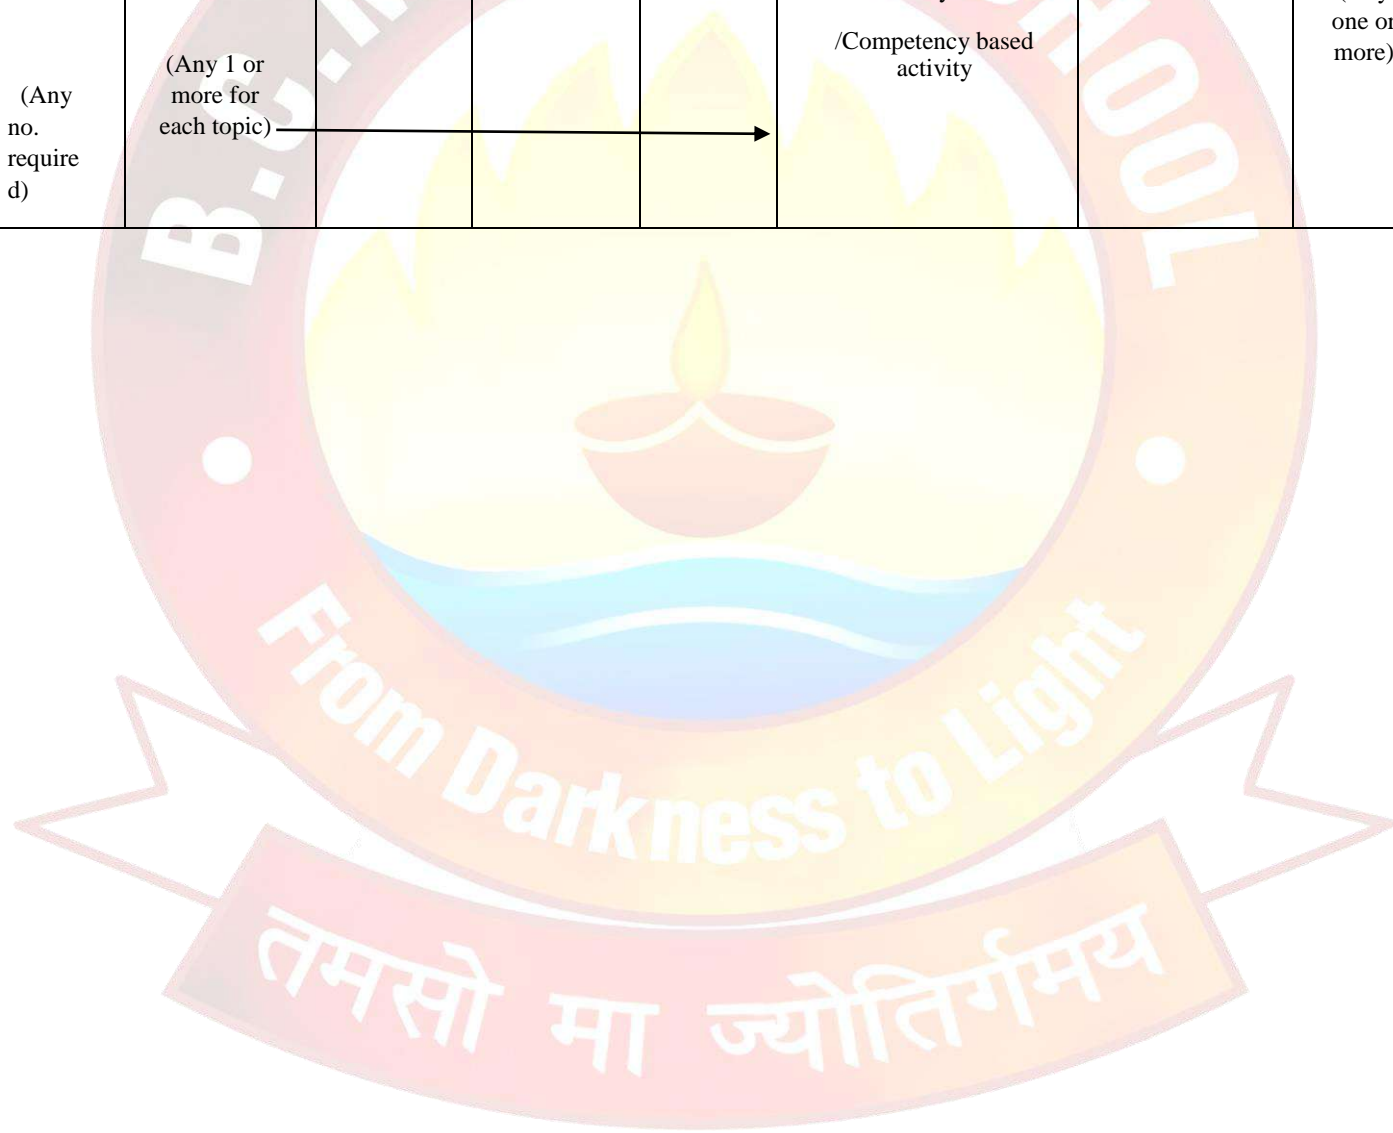 (Any
no.
require
d)
(Any 1 or
more for
each topic)
/Competency based
activity
one or
more)
B.C.M
SCHOOL
From Darkness to Light
तमसो मा ज्योतिर्गमय